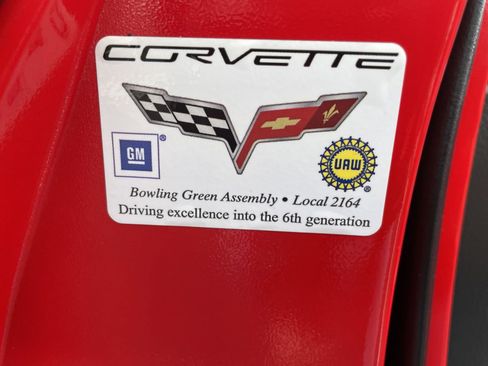 CORVETTE
GM ®
UAW ®
Bowling Green Assembly • Local 2164
Driving excellence into the 6th generation